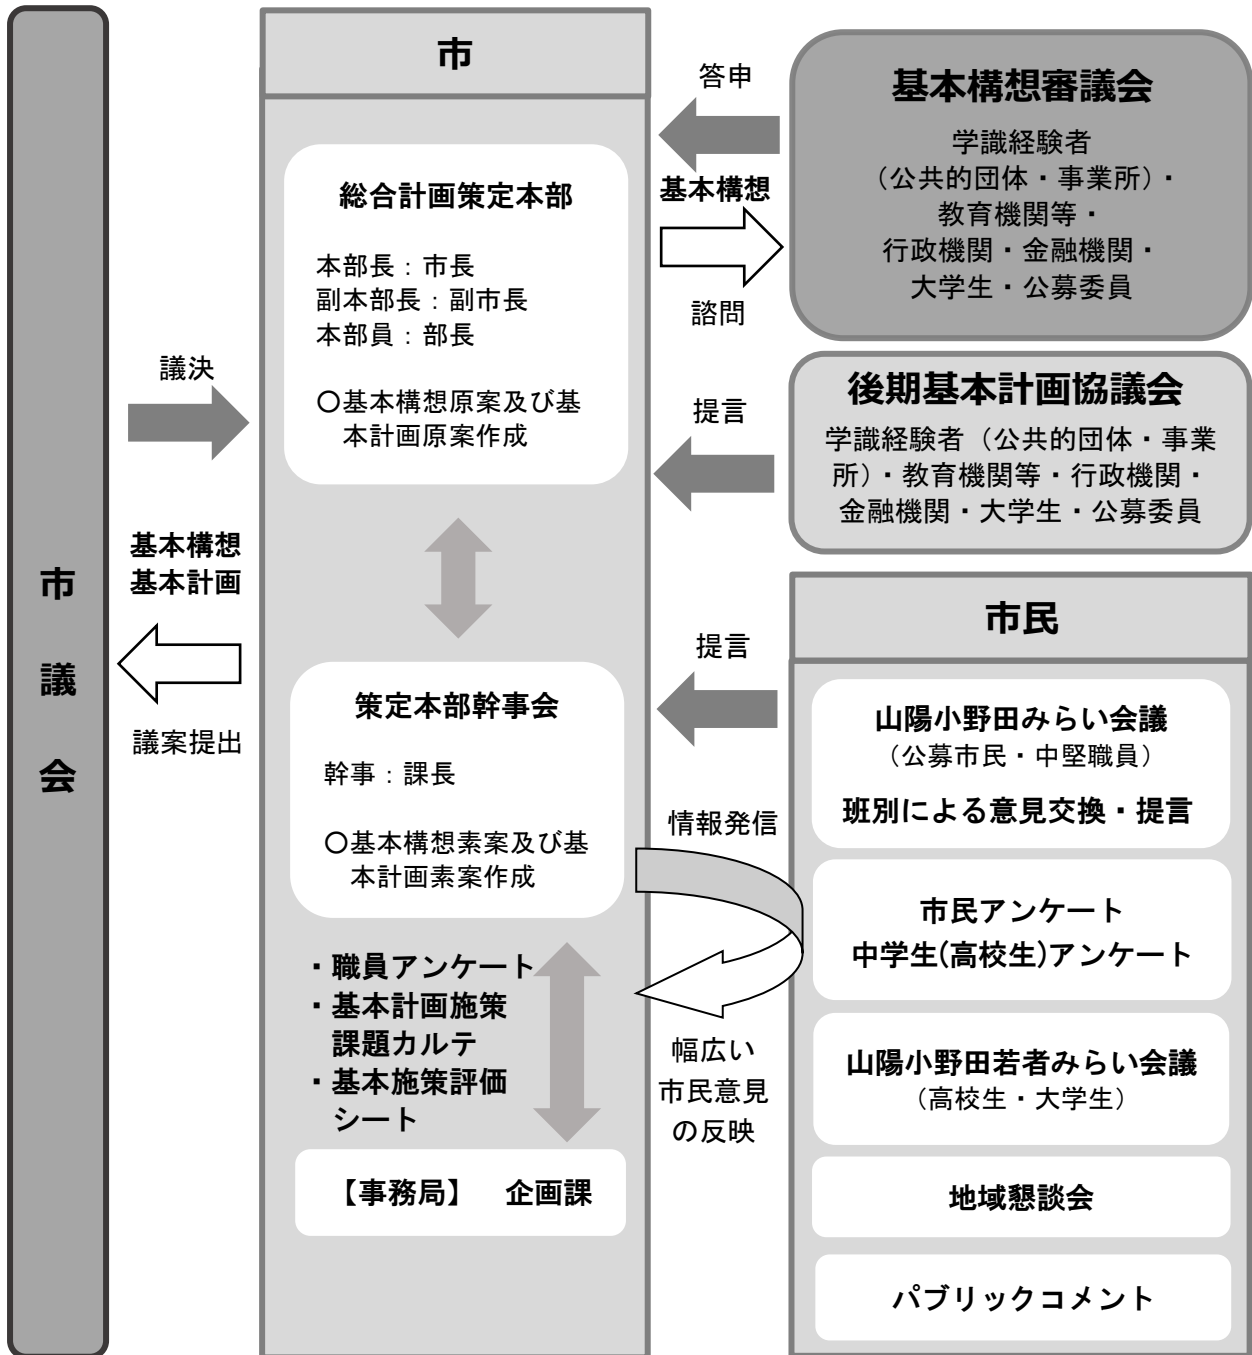 市
議
会
議決
基本構想
基本計画
議案提出
市
総合計画策定本部
本部長：市長
副本部長：副市長
本部員：部長
〇基本構想原案及び基
本計画原案作成
策定本部幹事会
幹事：課長
〇基本構想素案及び基
本計画素案作成
・職員アンケート
・基本計画施策
課題カルテ
・基本施策評価
シート
【事務局】　企画課
答申
基本構想
諮問
提言
提言
情報発信
幅広い
市民意見
の反映
基本構想審議会
学識経験者
（公共的団体・事業所）・
教育機関等・
行政機関・金融機関・
大学生・公募委員
後期基本計画協議会
学識経験者（公共的団体・事業
所）・教育機関等・行政機関・
金融機関・大学生・公募委員
市民
山陽小野田みらい会議
（公募市民・中堅職員）
班別による意見交換・提言
市民アンケート
中学生(高校生)アンケート
山陽小野田若者みらい会議
（高校生・大学生）
地域懇談会
パブリックコメント